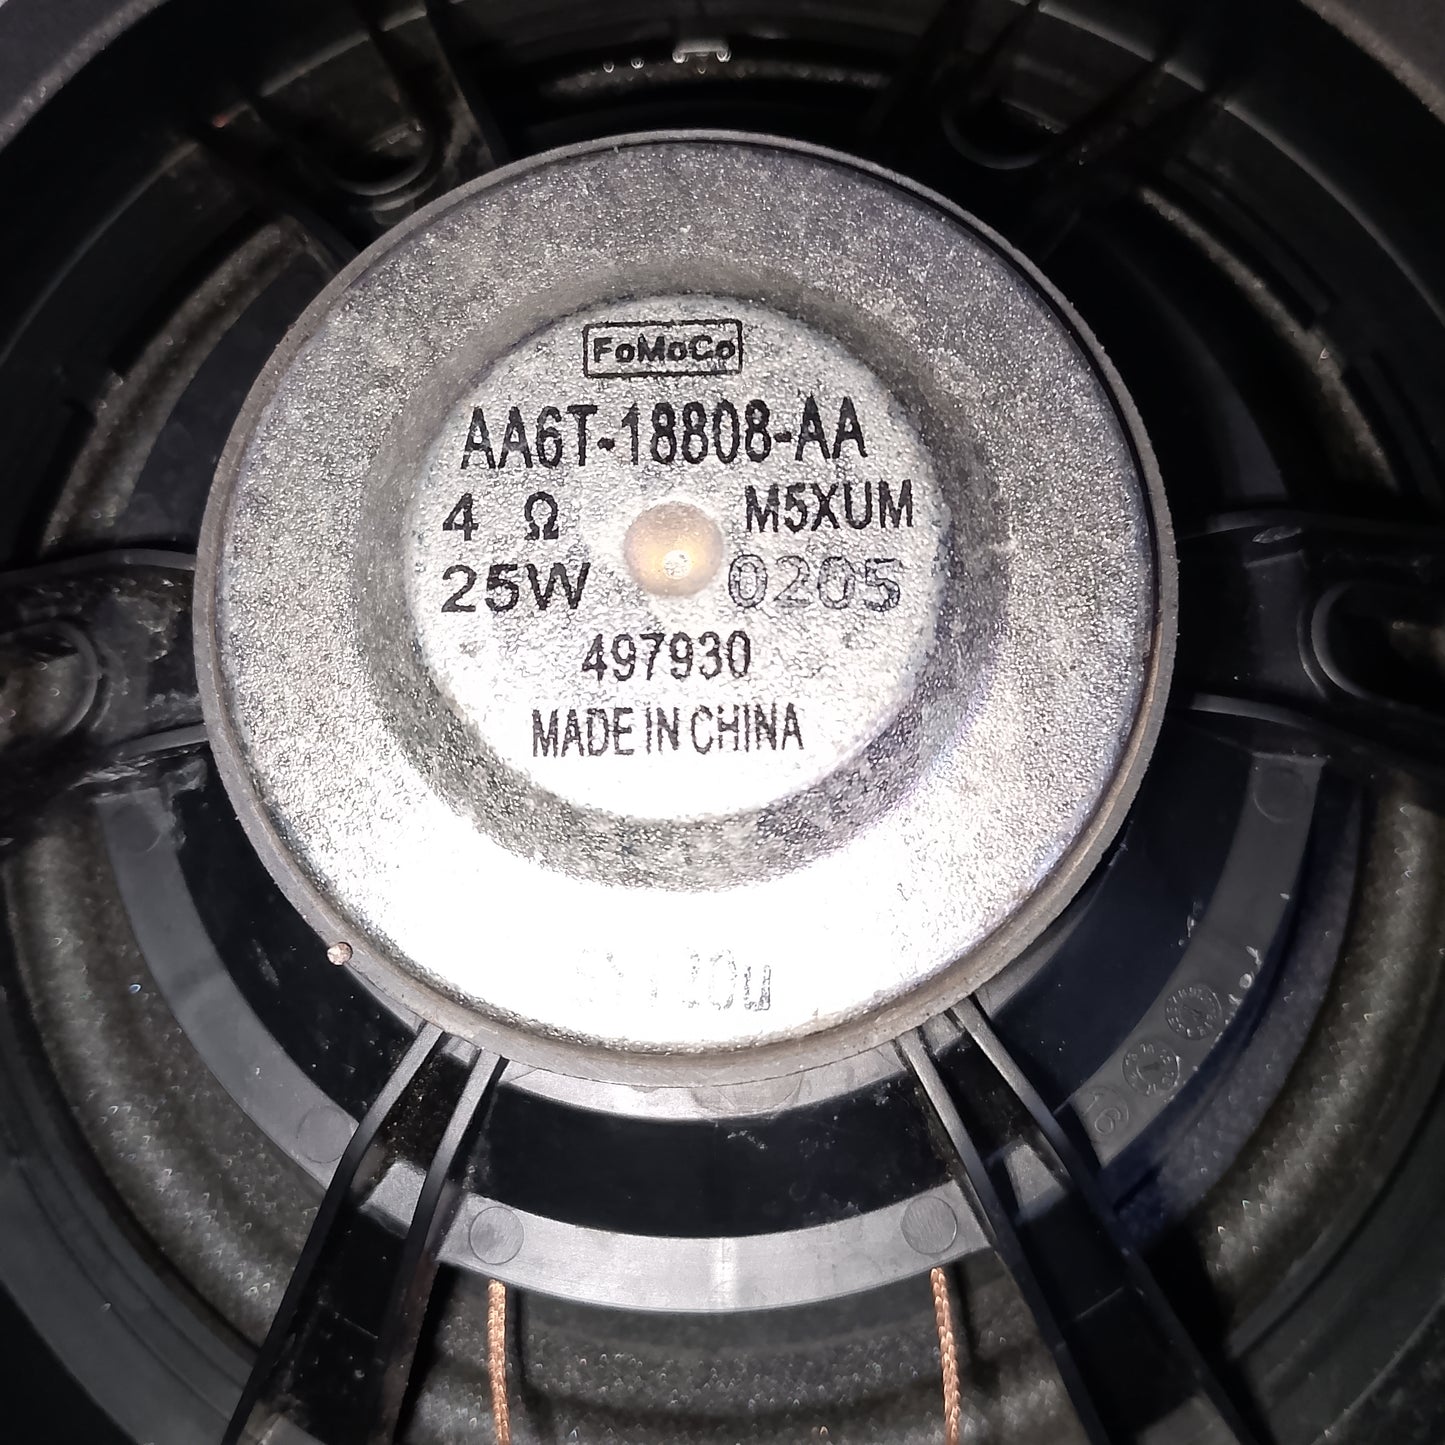 FoMoCo
AA6T-18808-AA
4 Ω M5XUM
25W 0205
497930
MADE IN CHINA